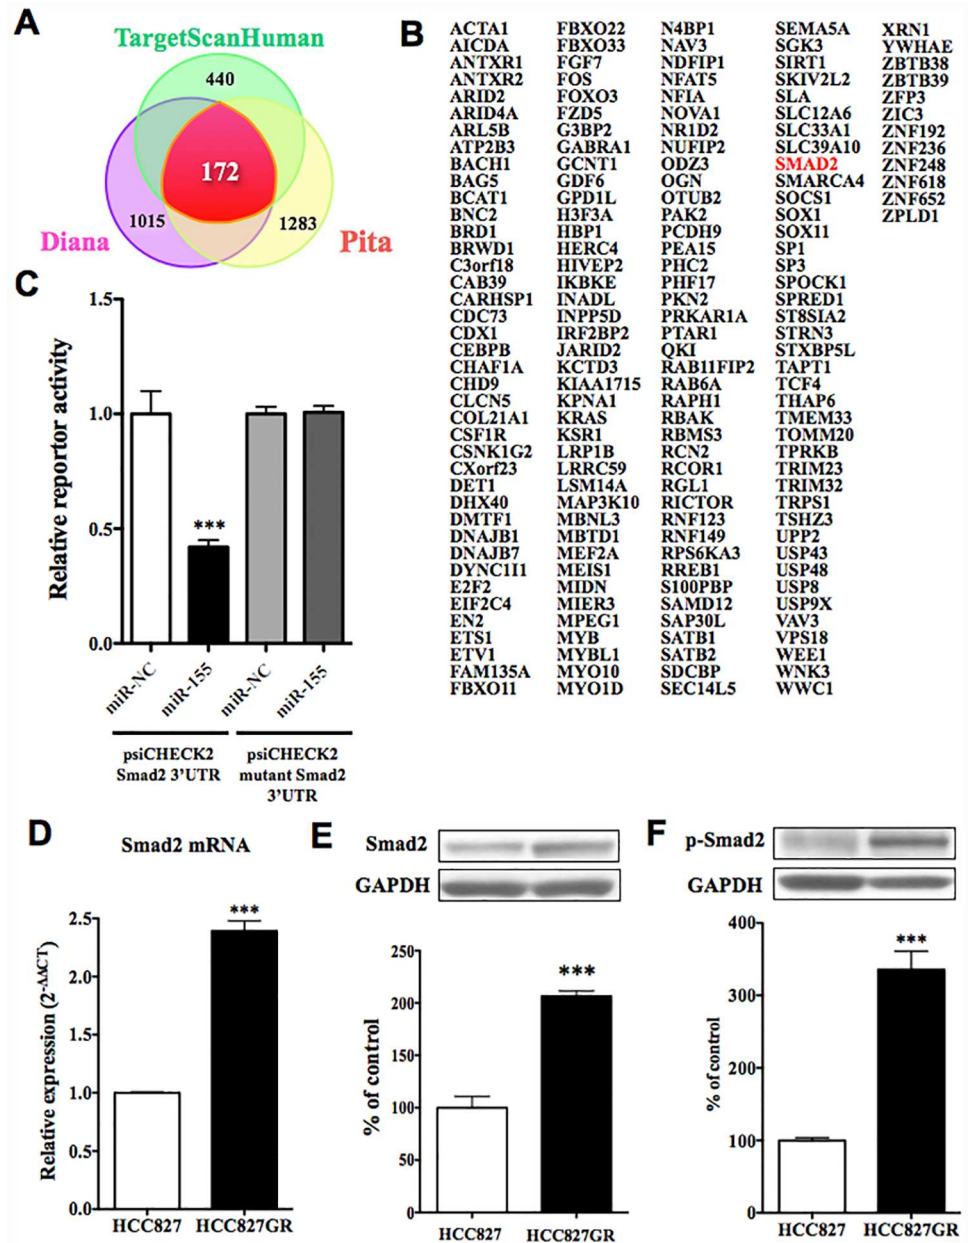 A
TargetScanHuman
440
172
1015
1283
Diana
Pita
B
ACTA1
AICDA
ANTXR1
ANTXR2
ARID2
ARID4A
ARL5B
ATP2B3
BACH1
BAG5
BCAT1
BNC2
BRD1
BRWD1
C3orf18
CAB39
CARHSP1
CDC73
CDX1
CEBPB
CHAF1A
CHD9
CLCN5
COL21A1
CSF1R
CSNK1G2
CXorf23
DET1
DHX40
DMTF1
DNAJB1
DNAJB7
DYNC1I1
E2F2
EIF2C4
EN2
ETS1
ETV1
FAM135A
FBXO11
FBXO22
FBXO33
FGF7
FOS
FOXO3
FZD5
G3BP2
GABRA1
GCNT1
GDF6
GPD1L
H3F3A
HBP1
HERC4
HIVEP2
IKBKE
INADL
INPP5D
IRF2BP2
JARID2
KCTD3
KIAA1715
KPNA1
KRAS
KSR1
LRP1B
LRRC59
LSM14A
MAP3K10
MBNL3
MBTD1
MEF2A
MEIS1
MIDN
MIER3
MPEG1
MYB
MYBL1
MYO10
MYO1D
N4BP1
NAV3
NDFIP1
NFAT5
NFIA
NOVA1
NR1D2
NUFIP2
ODZ3
OGN
OTUB2
PAK2
PCDH9
PEA15
PHC2
PHF17
PKN2
PRKAR1A
PTAR1
QKI
RAB11FIP2
RAB6A
RAPH1
RBAK
RBMS3
RCN2
RCOR1
RGL1
RICTOR
RNF123
RNF149
RPS6KA3
RREB1
S100PBP
SAMD12
SAP30L
SATB1
SATB2
SDCBP
SEC14L5
SEMA5A
SGK3
SIRT1
SKIV2L2
SLA
SLC12A6
SLC33A1
SLC39A10
SMAD2
SMARCA4
SOCS1
SOX1
SOX11
SP1
SP3
SPOCK1
SPRED1
ST8SIA2
STRN3
STXBP5L
TAPT1
TCF4
THAP6
TMEM33
TOMM20
TPRKB
TRIM23
TRIM32
TRPS1
TSHZ3
UPP2
USP43
USP48
USP8
USP9X
VAV3
VPS18
WEE1
WNK3
WWC1
XRN1
YWHAE
ZBTB38
ZBTB39
ZFP3
ZIC3
ZNF192
ZNF236
ZNF248
ZNF618
ZNF652
ZPLD1
C
Relative reportor activity
1.5
1.0
0.5
0.0
***
miR-NC
miR-155
miR-NC
miR-155
psiCHECK2
Smad2 3'UTR
psiCHECK2
mutant Smad2
3'UTR
D
Smad2 mRNA
Relative expression (2-ΔΔCT)
2.5
2.0
1.5
1.0
0.5
0.0
***
HCC827
HCC827GR
E
Smad2
GAPDH
% of control
250
200
150
100
50
0
***
HCC827
HCC827GR
F
p-Smad2
GAPDH
% of control
400
300
200
100
0
***
HCC827
HCC827GR